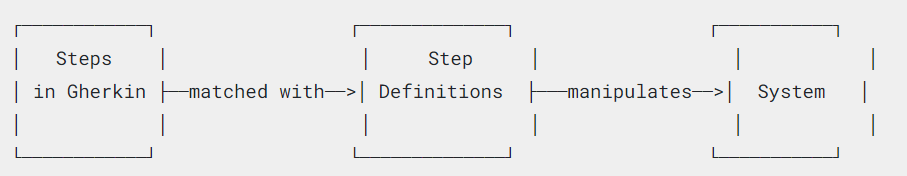 Steps Step
in Gherkin matched with Definitions manipulates System